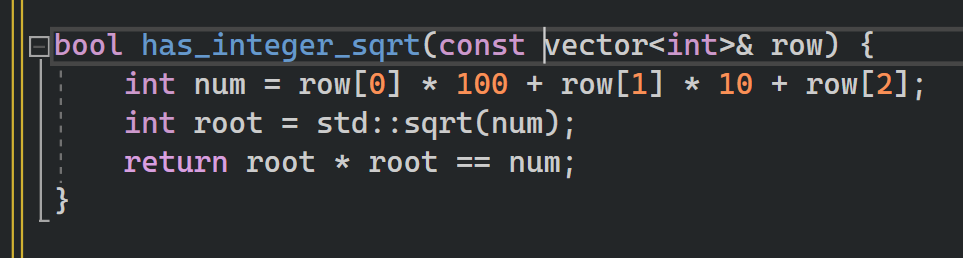 bool has_integer_sqrt(const vector<int>& row) {
    int num = row[0] * 100 + row[1] * 10 + row[2];
    int root = std::sqrt(num);
    return root * root == num;
}